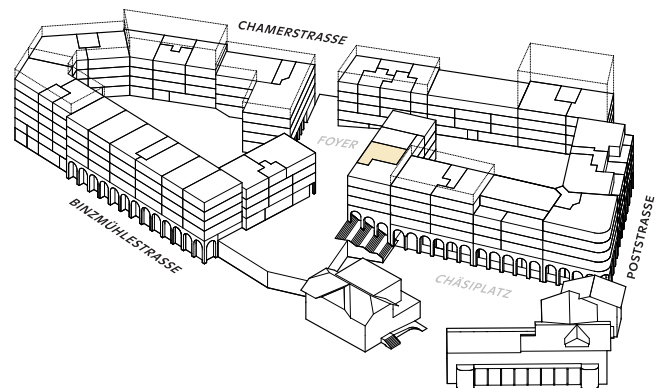 CHAMERSTRASSE
FOYER
BINZMÜHLESTRASSE
POSTSTRASSE
CHÄSIPLATZ